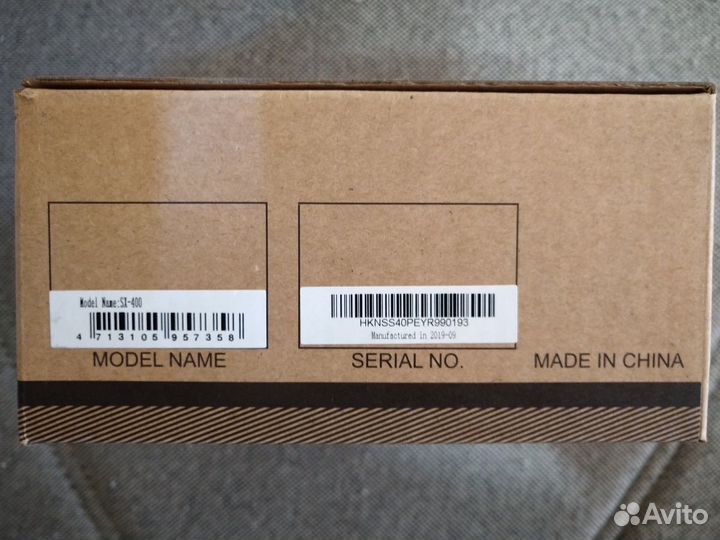 Model Name:SX-400
4 713105 957358
MODEL NAME
HKNSS40PEYR990193
Manufactured in 2019-09
SERIAL NO.
MADE IN CHINA
Avito